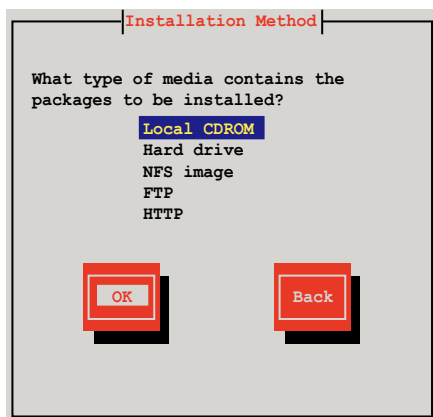 Installation Method
What type of media contains the
packages to be installed?
Local CDROM
Hard drive
NFS image
FTP
HTTP
OK
Back